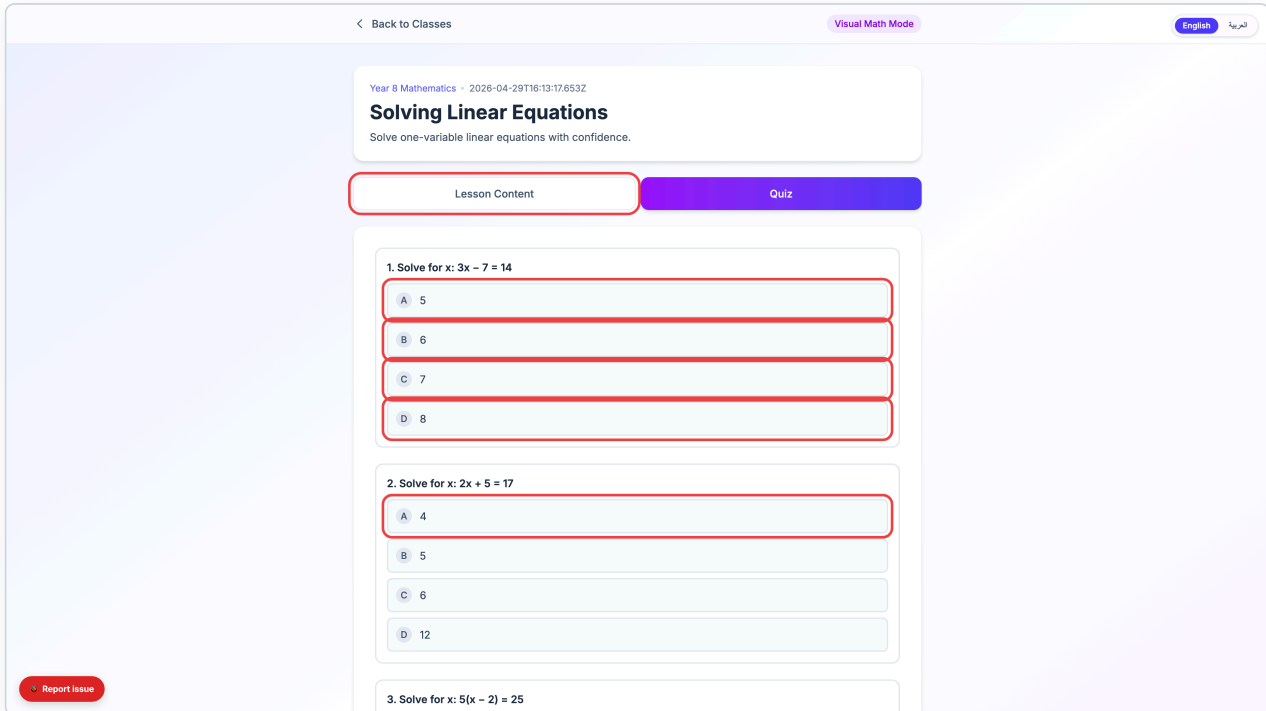 Back to Classes
Visual Math Mode
English
العربية
Year 8 Mathematics • 2026-04-29T16:13:17.653Z
Solving Linear Equations
Solve one-variable linear equations with confidence.
Lesson Content
Quiz
1. Solve for x: 3x − 7 = 14
A 5
B 6
C 7
D 8
2. Solve for x: 2x + 5 = 17
A 4
B 5
C 6
D 12
3. Solve for x: 5(x − 2) = 25
Report issue